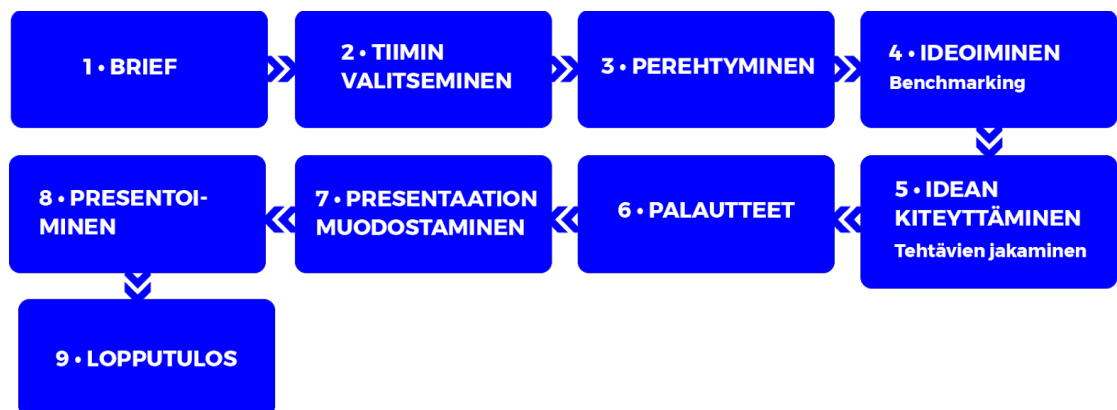 1 • BRIEF
2 • TIIMIN
VALITSEMINEN
3 • PEREHTYMINEN
4 • IDEOIMINEN
Benchmarking
5 • IDEAN
KITEYTTÄMINEN
Tehtävien jakaminen
6 • PALAUTTEET
7 • PRESENTAATION
MUODOSTAMINEN
8 • PRESENTOI-
MINEN
9 • LOPPUTULOS